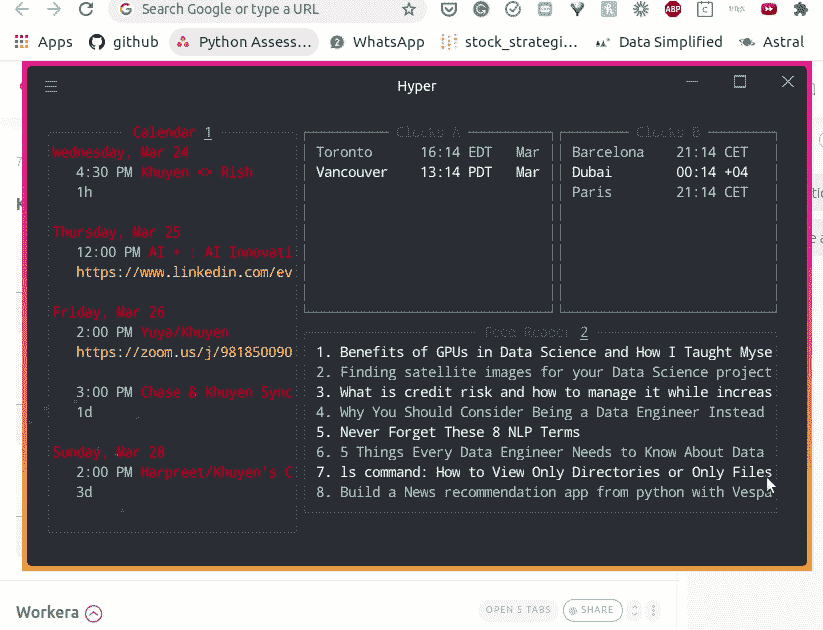 Search Google or type a URL
ABP
Apps github Python Assess... 2 WhatsApp stock_strategi... Data Simplified Astral
Hyper
Calendar 1
Wednesday, Mar 24
4:30 PM Khuyen <> Rish
1h
Thursday, Mar 25
12:00 PM AI + : AI Innovati
https://www.linkedin.com/ev
Friday, Mar 26
2:00 PM Yuya/Khuyen
https://zoom.us/j/981850090
3:00 PM Chase & Khuyen Sync
1d
Sunday, Mar 28
2:00 PM Harpreet/Khuyen's C
3d
Clocks A
Toronto 16:14 EDT Mar
Vancouver 13:14 PDT Mar
Clocks B
Barcelona 21:14 CET
Dubai 00:14 +04
Paris 21:14 CET
Feed Reader 2
1. Benefits of GPUs in Data Science and How I Taught Myse
2. Finding satellite images for your Data Science project
3. What is credit risk and how to manage it while increas
4. Why You Should Consider Being a Data Engineer Instead
5. Never Forget These 8 NLP Terms
6. 5 Things Every Data Engineer Needs to Know About Data
7. ls command: How to View Only Directories or Only Files
8. Build a News recommendation app from python with Vespa
Workera
OPEN 5 TABS
SHARE